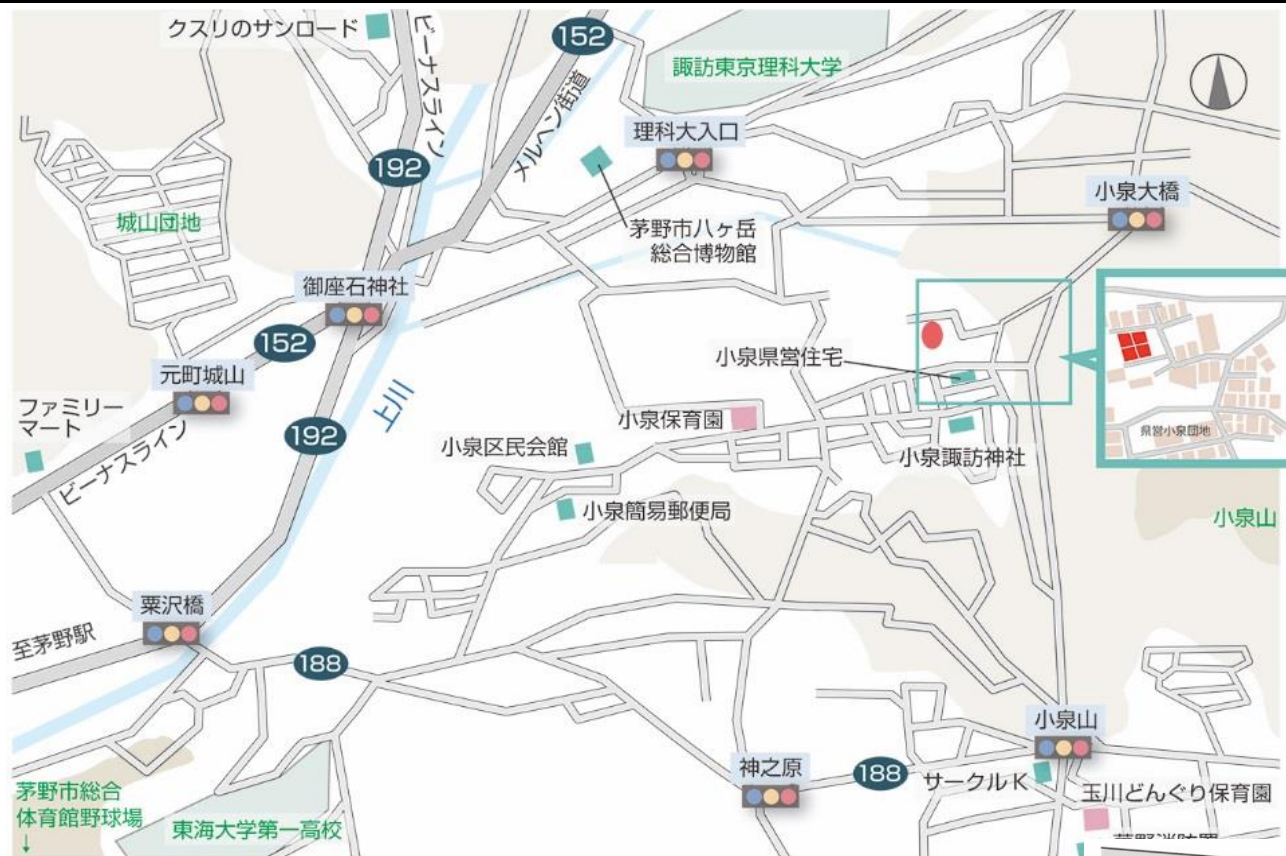 クスリのサンロード
ビーナスライン
152
メルヘン街道
諏訪東京理科大学
理科大入口
192
小泉大橋
城山団地
茅野市八ヶ岳
総合博物館
御座石神社
152
小泉県営住宅
元町城山
上川
ファミリー
マート
ビーナスライン
192
小泉保育園
小泉区民会館
小泉諏訪神社
県営小泉団地
小泉簡易郵便局
小泉山
粟沢橋
至茅野駅
188
小泉山
神之原
188
サークルK
玉川どんぐり保育園
茅野市総合
体育館野球場
↓
東海大学第一高校